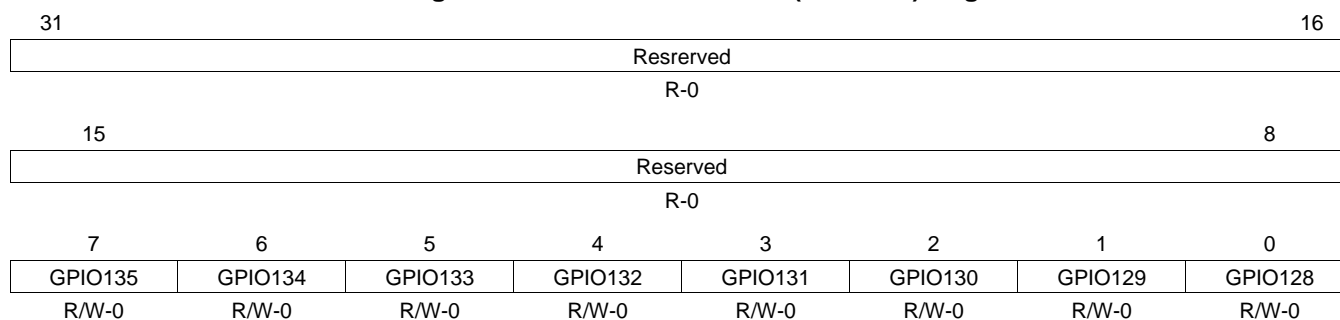 31 16
Resrerved
R-0
15 8
Reserved
R-0
7 6 5 4 3 2 1 0
GPIO135 GPIO134 GPIO133 GPIO132 GPIO131 GPIO130 GPIO129 GPIO128
R/W-0 R/W-0 R/W-0 R/W-0 R/W-0 R/W-0 R/W-0 R/W-0